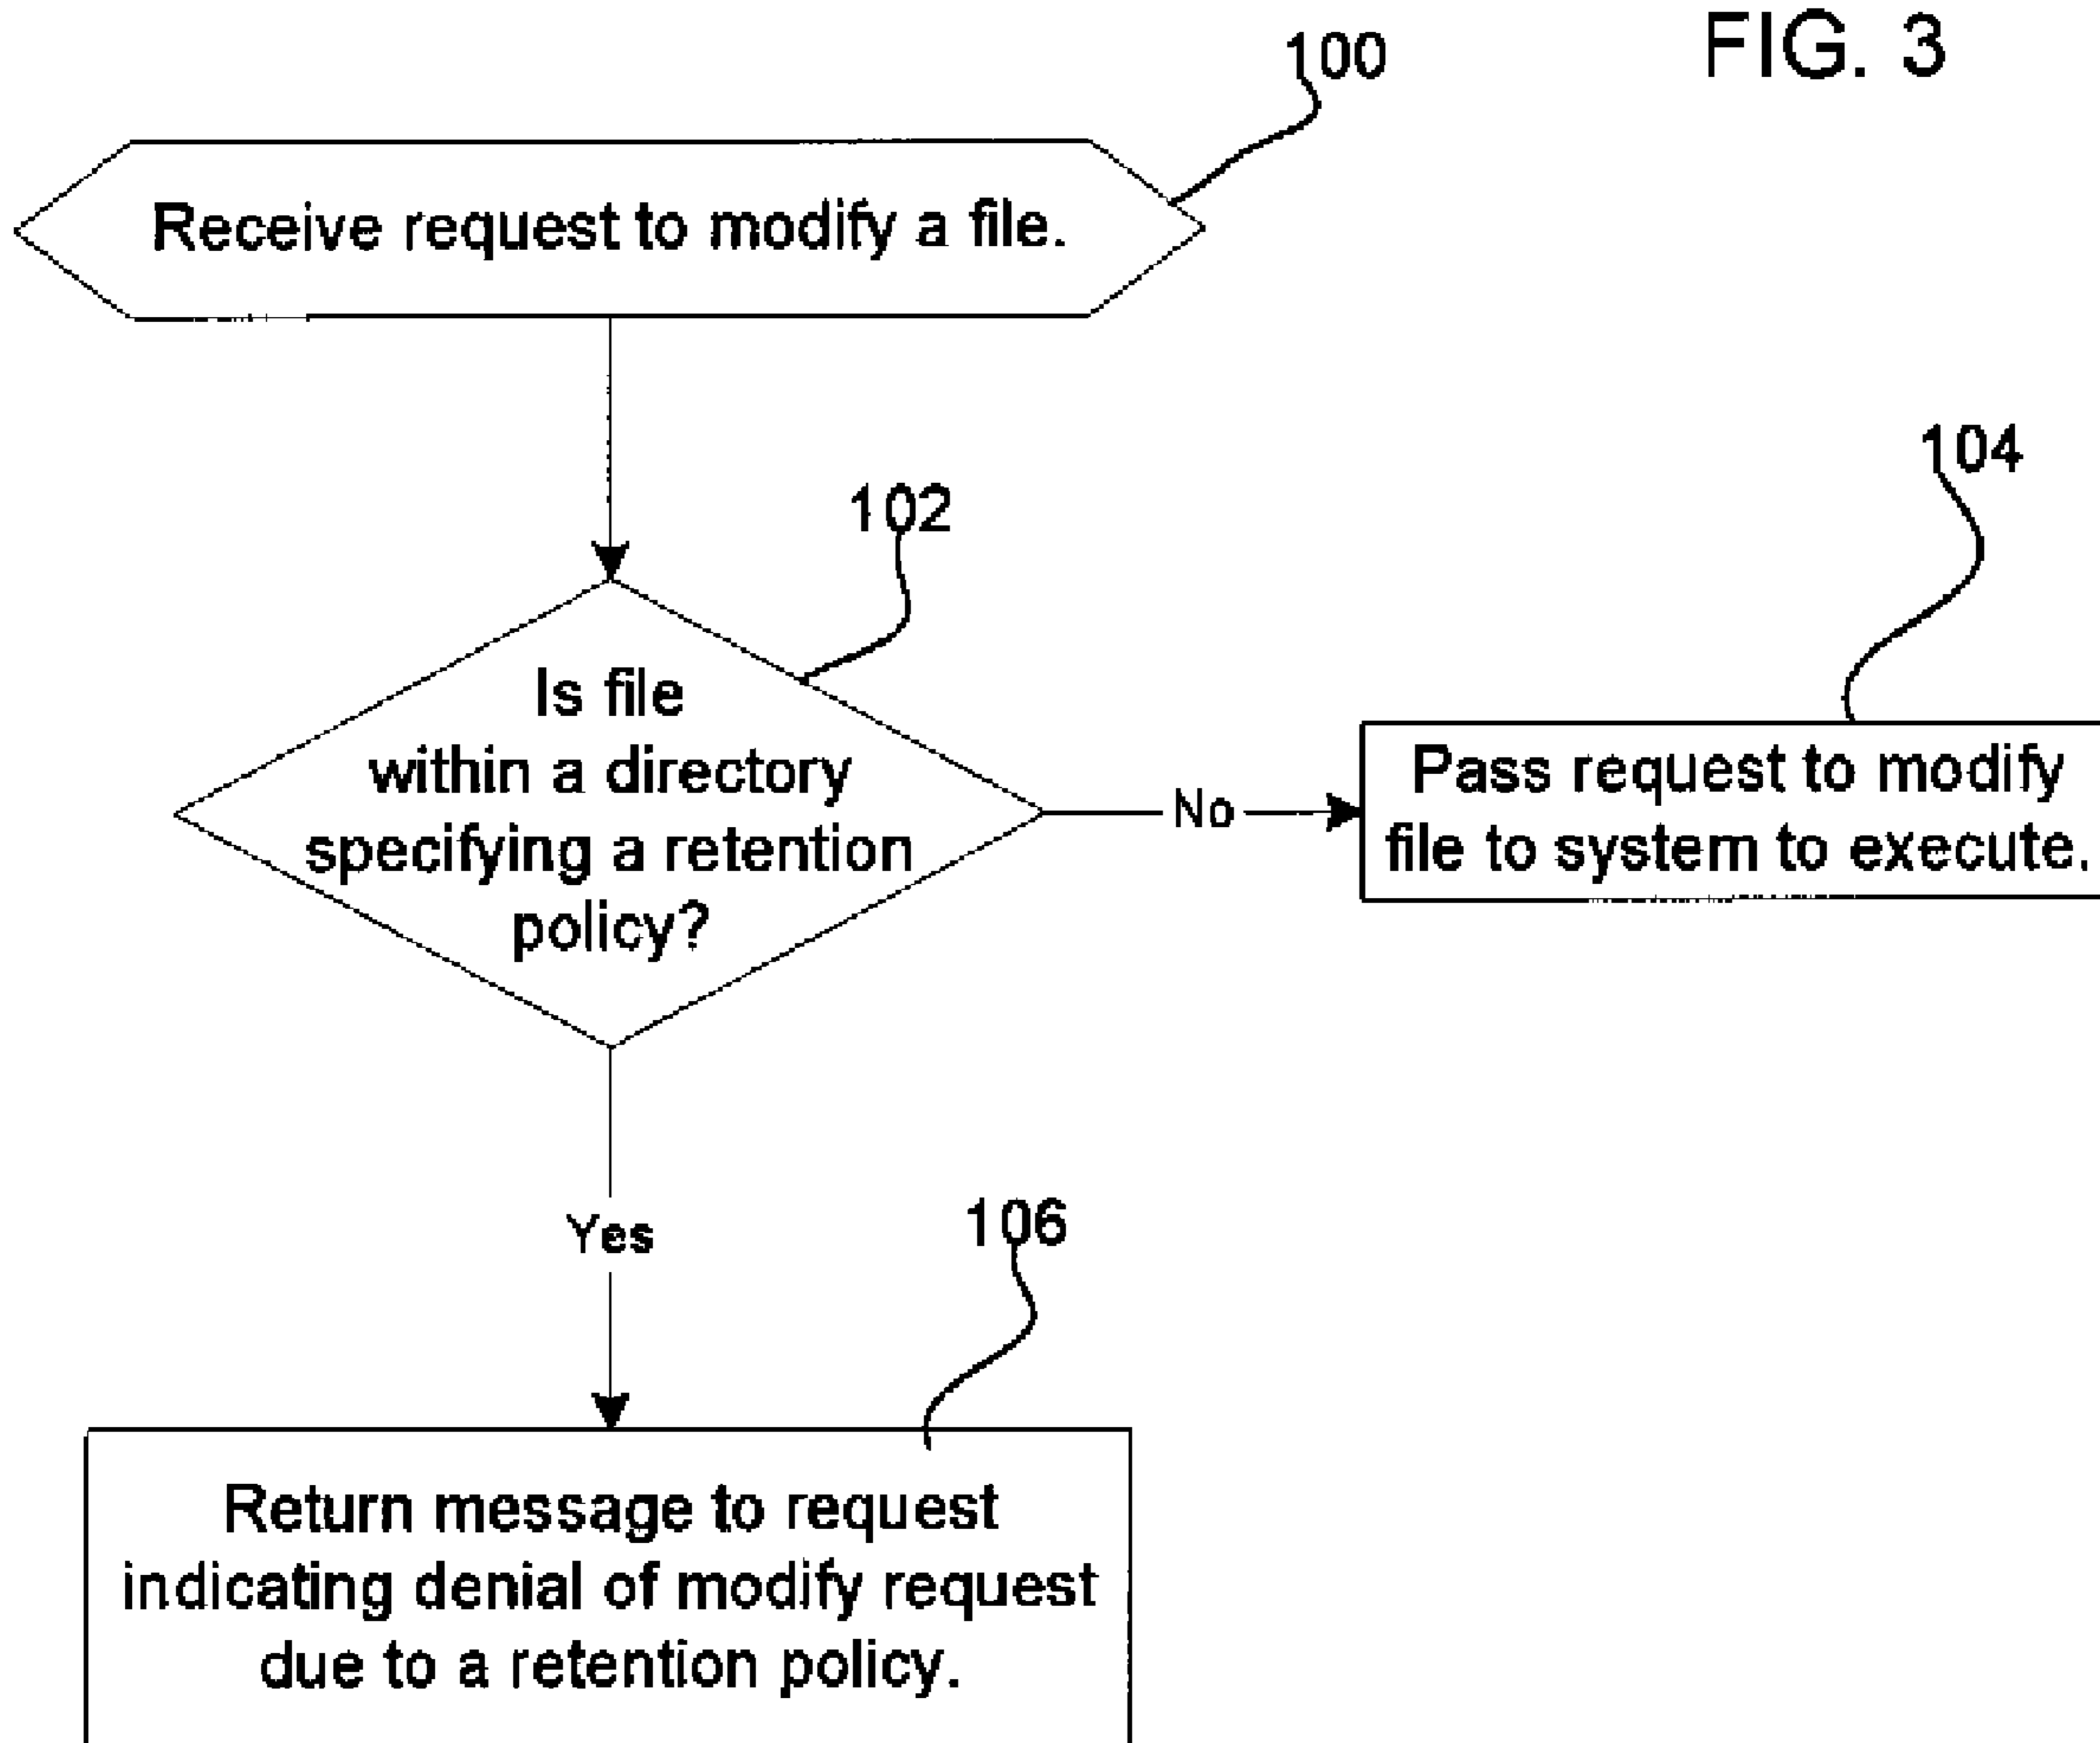 FIG. 3
100
Receive request to modify a file.
102
Is file
within a directory
specifying a retention
policy?
No
104
Pass request to modify
file to system to execute.
Yes
106
Return message to request
indicating denial of modify request
due to a retention policy.